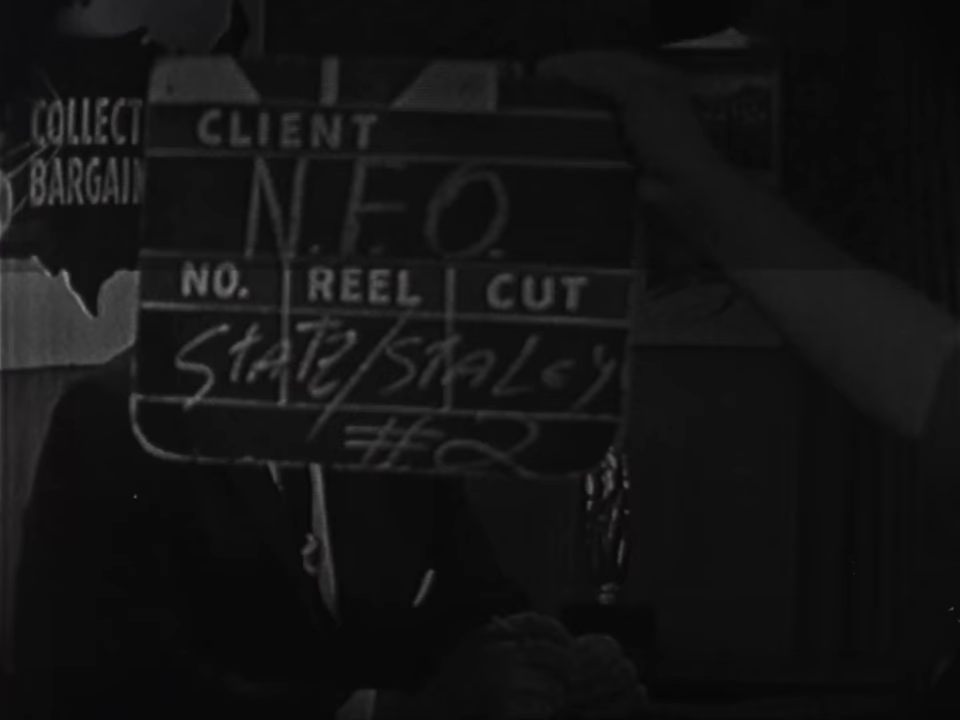 COLLECT
BARGAIN
CLIENT
N.F.O.
NO. REEL CUT
STATE/STALEY
#2